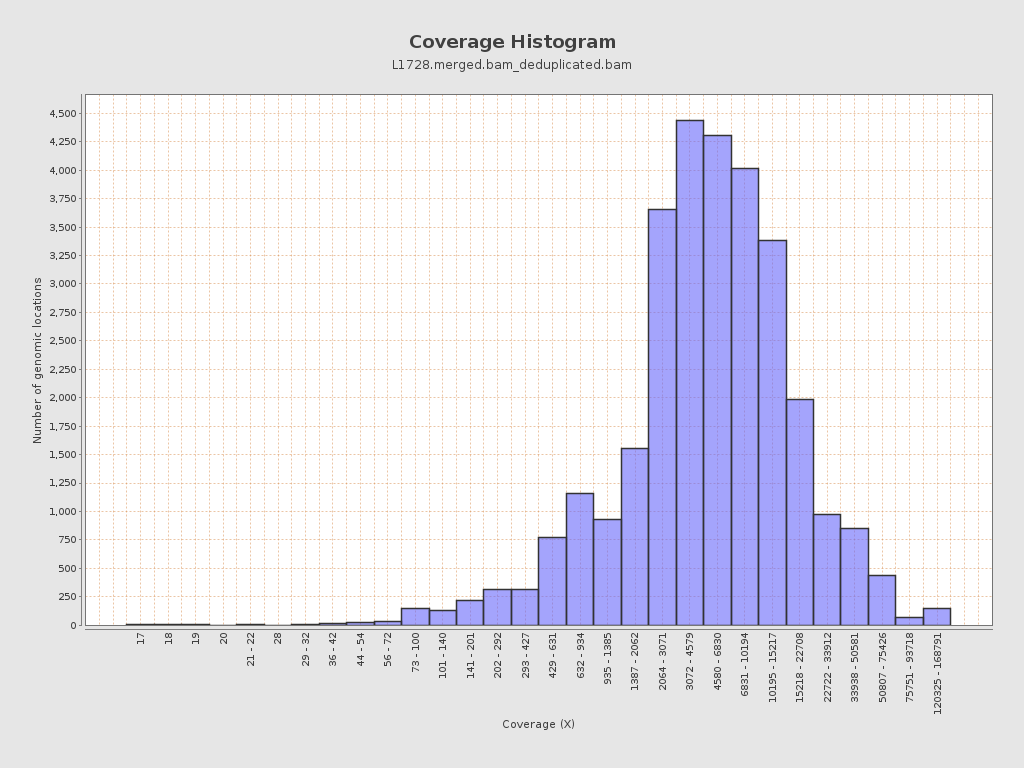 Coverage Histogram
L1728.merged.bam_deduplicated.bam
Number of genomic locations
4,500
4,250
4,000
3,750
3,500
3,250
3,000
2,750
2,500
2,250
2,000
1,750
1,500
1,250
1,000
750
500
250
0
17
18
19
20
21 - 22
28
29 - 32
36 - 42
44 - 54
56 - 72
73 - 100
101 - 140
141 - 201
202 - 292
293 - 427
429 - 631
632 - 934
935 - 1385
1387 - 2062
2064 - 3071
3072 - 4579
4580 - 6830
6831 - 10194
10195 - 15217
15218 - 22708
22722 - 33912
33938 - 50581
50807 - 75426
75751 - 93718
120325 - 168791
Coverage (X)